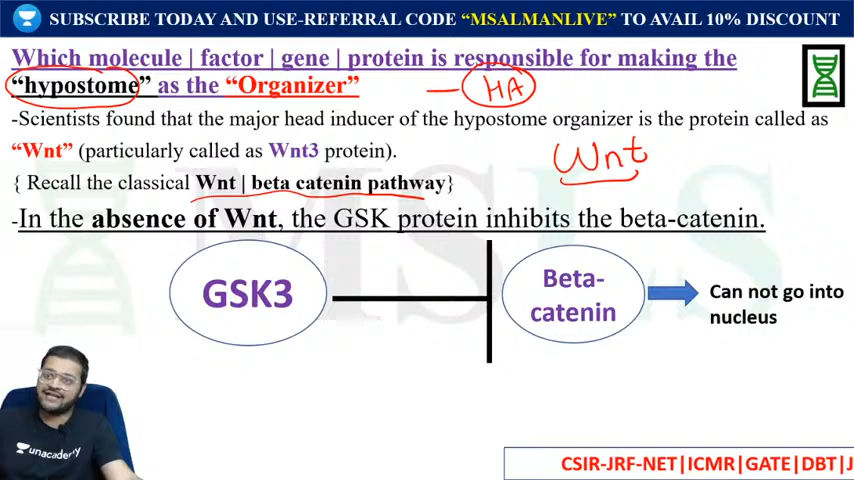 SUBSCRIBE TODAY AND USE-REFERRAL CODE “MSALMANLIVE” TO AVAIL 10% DISCOUNT
Which molecule | factor | gene | protein is responsible for making the
“hypostome” as the “Organizer”
HA
-Scientists found that the major head inducer of the hypostome organizer is the protein called as
“Wnt” (particularly called as Wnt3 protein).
Wnt
{ Recall the classical Wnt | beta catenin pathway}
-In the absence of Wnt, the GSK protein inhibits the beta-catenin.
GSK3
Beta-
catenin
Can not go into
nucleus
MSLS
unacademy
CSIR-JRF-NET|ICMR|GATE|DBT|J